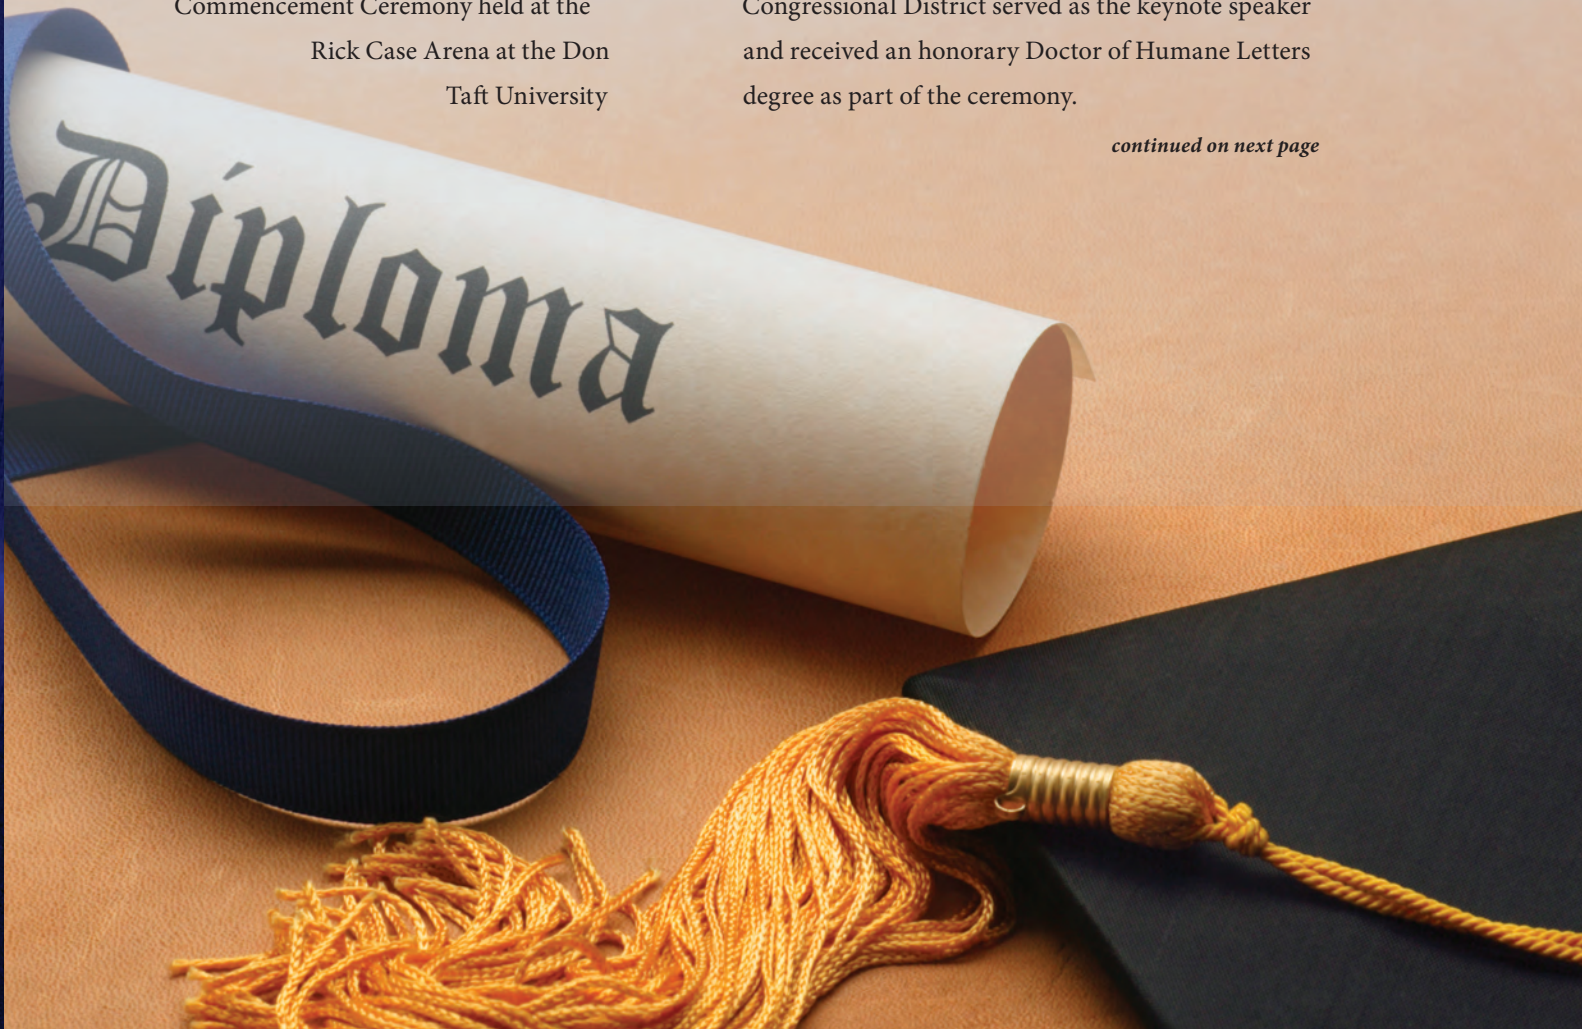 Commencement Ceremony held at the
Rick Case Arena at the Don
Taft University
Congressional District served as the keynote speaker
and received an honorary Doctor of Humane Letters
degree as part of the ceremony.
continued on next page
Diploma